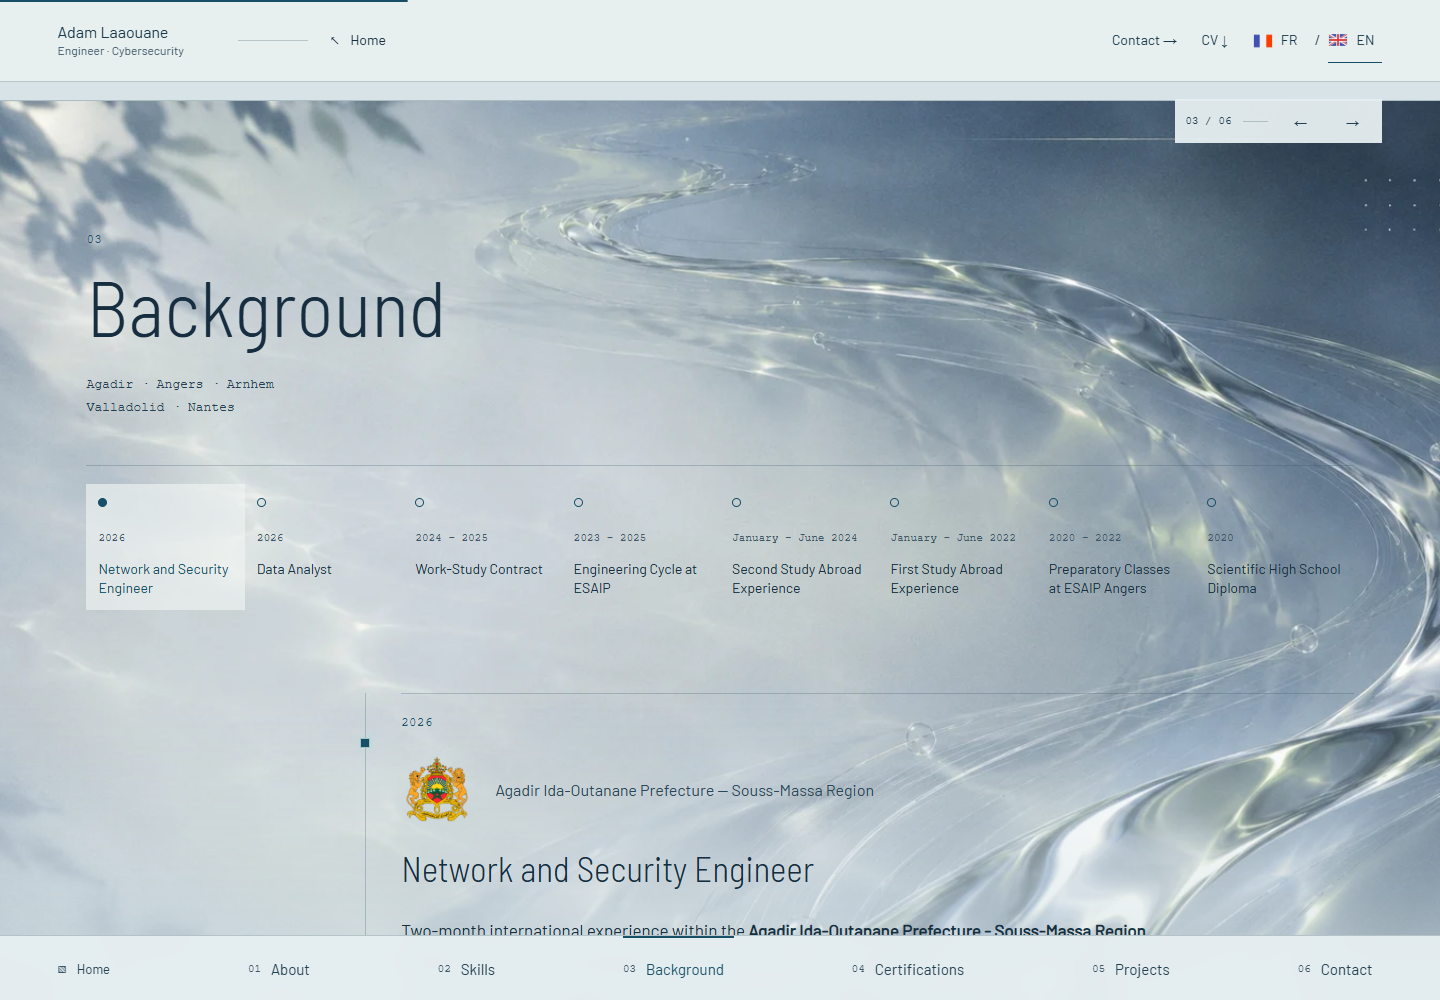 Adam Laaouane
Engineer · Cybersecurity
↖ Home
Contact → CV ↓ FR / EN
03 / 06 ← →
03
Background
Agadir · Angers · Arnhem
Valladolid · Nantes
2026
Network and Security
Engineer
2026
Data Analyst
2024 – 2025
Work-Study Contract
2023 – 2025
Engineering Cycle at
ESAIP
January – June 2024
Second Study Abroad
Experience
January – June 2022
First Study Abroad
Experience
2020 – 2022
Preparatory Classes
at ESAIP Angers
2020
Scientific High School
Diploma
2026
Agadir Ida-Outanane Prefecture — Souss-Massa Region
Network and Security Engineer
Two-month international experience within the Agadir Ida-Outanane Prefecture - Souss-Massa Region
Home 01 About 02 Skills 03 Background 04 Certifications 05 Projects 06 Contact